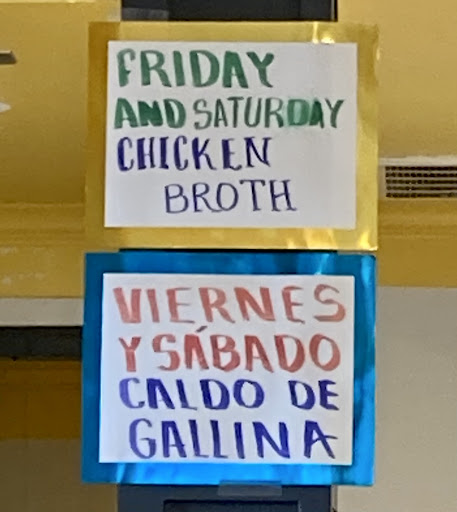 FRIDAY
AND SATURDAY
CHICKEN
BROTH
VIERNES
Y SÁBADO
CALDO DE
GALLINA